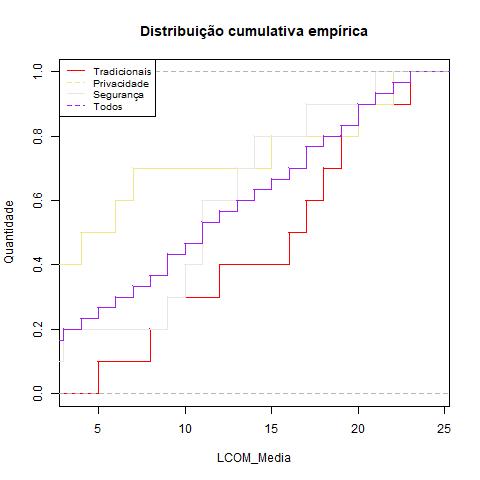 Distribuição cumulativa empírica
Tradicionais
Privacidade
Segurança
Todos
Quantidade
1.0
0.8
0.6
0.4
0.2
0.0
5 10 15 20 25
LCOM_Media